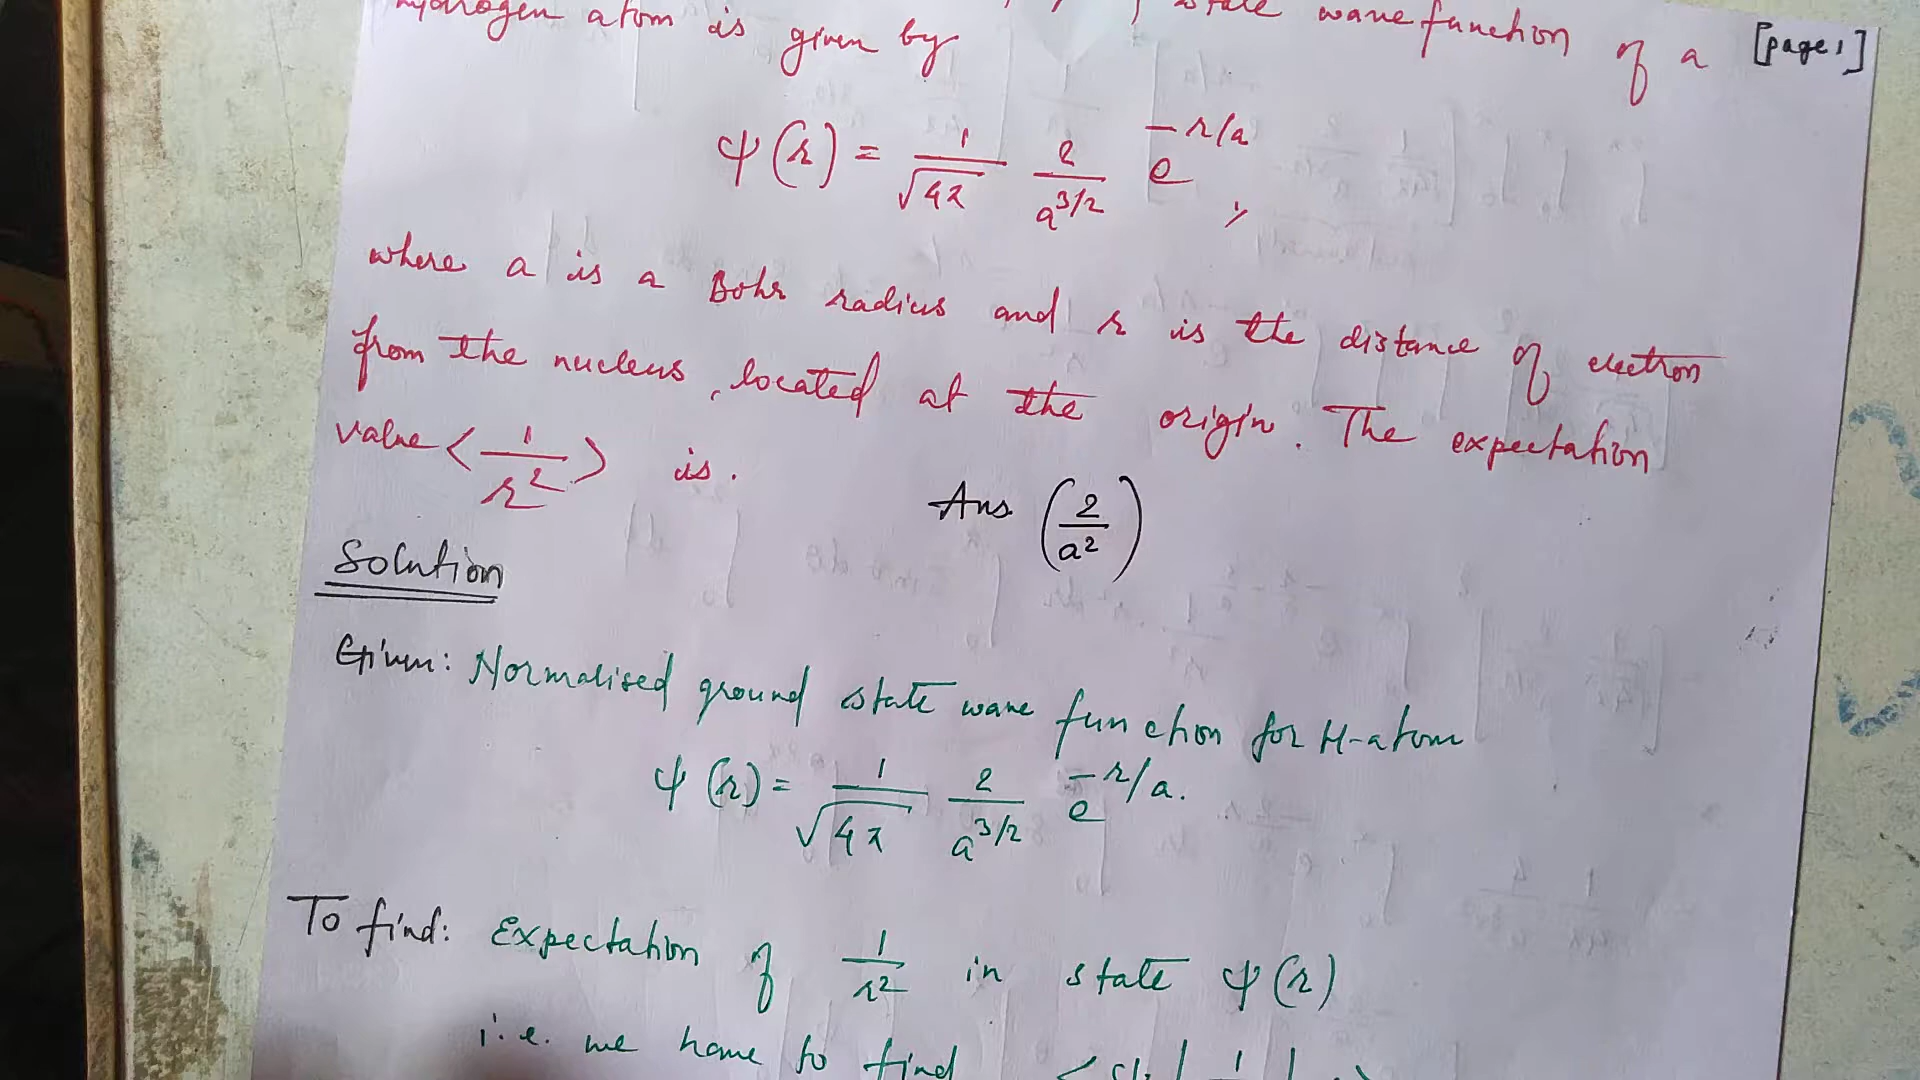 hydrogen atom is given by state wavefunction of a [page 1]
ψ(r) = 1/√4π 2/a^3/2 e^-r/a,
where a is a Bohr radius and r is the distance of electron
from the nucleus, located at the origin. The expectation
value <1/r²> is. Ans (2/a²)
Solution
Given: Normalised ground state wave function for H-atom
ψ(r) = 1/√4π 2/a^3/2 e^-r/a.
To find: Expectation of 1/r² in state ψ(r)
i.e. we have to find